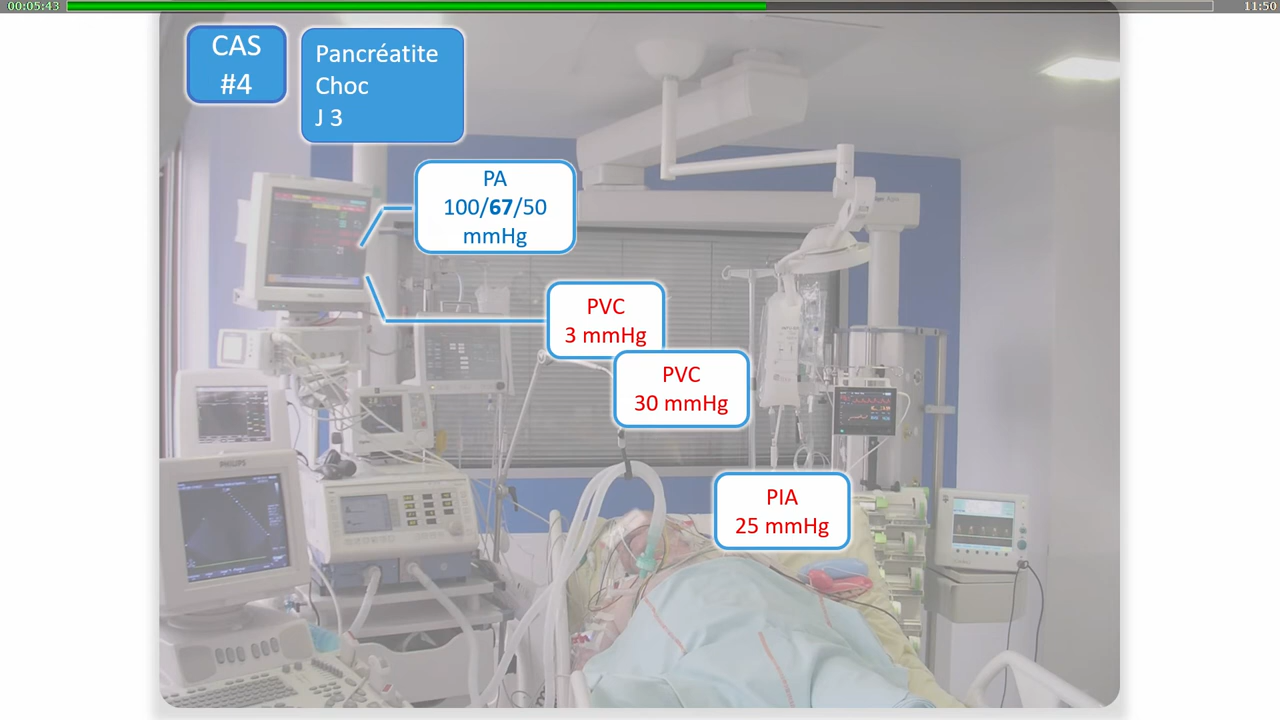 00:05:43
11:50
CAS
#4
Pancréatite
Choc
J 3
PA
100/67/50
mmHg
PVC
3 mmHg
PVC
30 mmHg
PIA
25 mmHg
PHILIPS